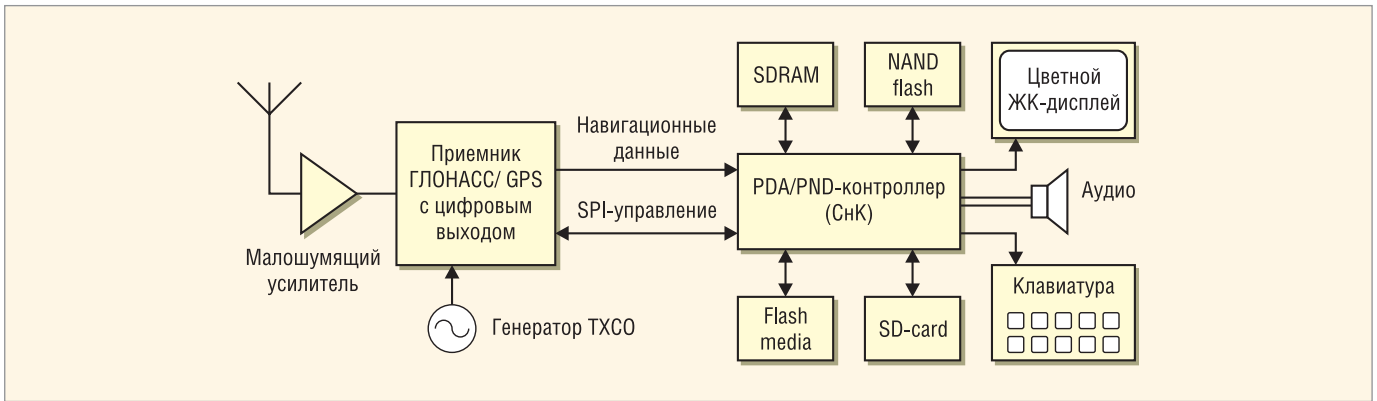 SDRAM
NAND
flash
Цветной
ЖК-дисплей
Навигационные
данные
Приемник
ГЛОНАСС/ GPS
с цифровым
выходом
PDA/PND-контроллер
(СнК)
Аудио
SPI-управление
Малошумящий
усилитель
Генератор TXCO
Flash
media
SD-card
Клавиатура